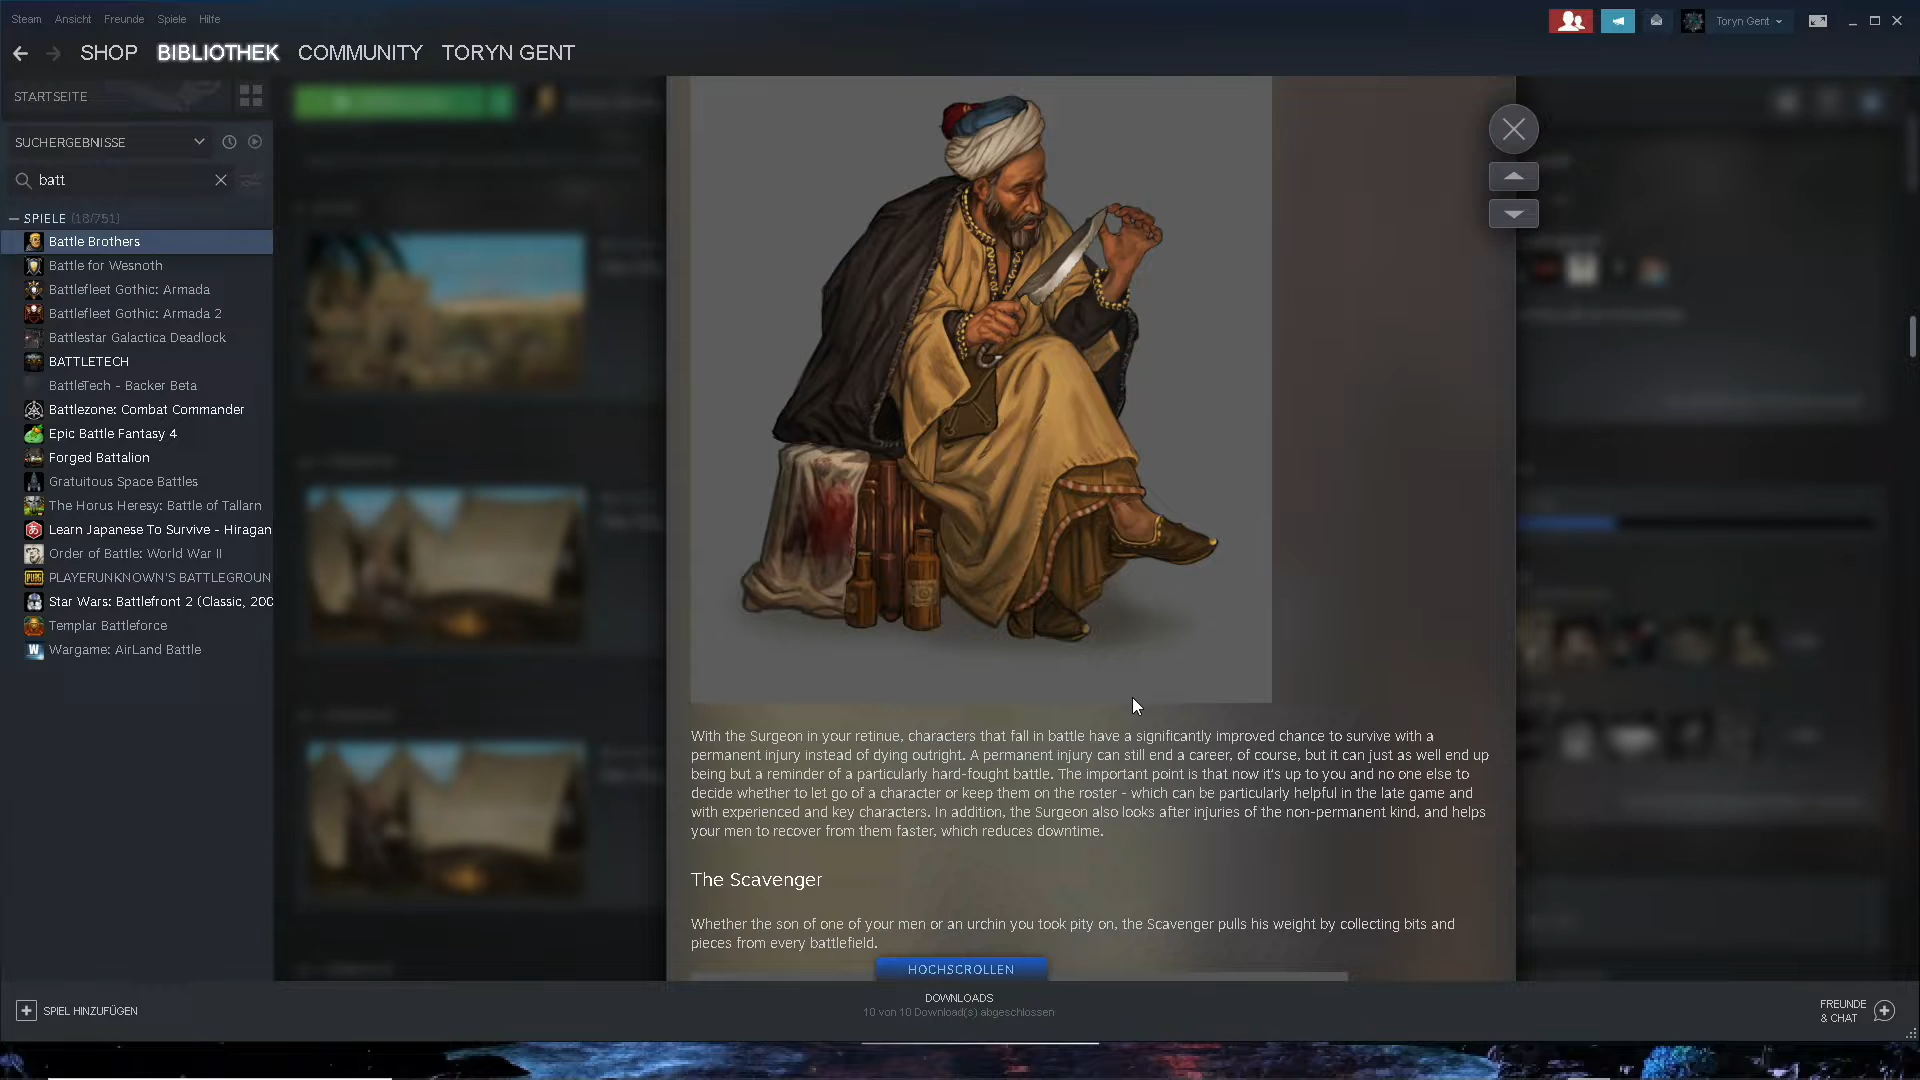 Steam Ansicht Freunde Spiele Hilfe
Toryn Gent
SHOP BIBLIOTHEK COMMUNITY TORYN GENT
STARTSEITE
SUCHERGEBNISSE
batt
SPIELE (18/751)
Battle Brothers
Battle for Wesnoth
Battlefleet Gothic: Armada
Battlefleet Gothic: Armada 2
Battlestar Galactica Deadlock
BATTLETECH
BattleTech - Backer Beta
Battlezone: Combat Commander
Epic Battle Fantasy 4
Forged Battalion
Gratuitous Space Battles
The Horus Heresy: Battle of Tallarn
Learn Japanese To Survive - Hiragan
Order of Battle: World War II
PLAYERUNKNOWN'S BATTLEGROUN
Star Wars: Battlefront 2 (Classic, 200
Templar Battleforce
Wargame: AirLand Battle
With the Surgeon in your retinue, characters that fall in battle have a significantly improved chance to survive with a
permanent injury instead of dying outright. A permanent injury can still end a career, of course, but it can just as well end up
being but a reminder of a particularly hard-fought battle. The important point is that now it's up to you and no one else to
decide whether to let go of a character or keep them on the roster - which can be particularly helpful in the late game and
with experienced and key characters. In addition, the Surgeon also looks after injuries of the non-permanent kind, and helps
your men to recover from them faster, which reduces downtime.
The Scavenger
Whether the son of one of your men or an urchin you took pity on, the Scavenger pulls his weight by collecting bits and
pieces from every battlefield.
HOCHSCROLLEN
SPIEL HINZUFÜGEN
DOWNLOADS
10 von 10 Download(s) abgeschlossen
FREUNDE
& CHAT